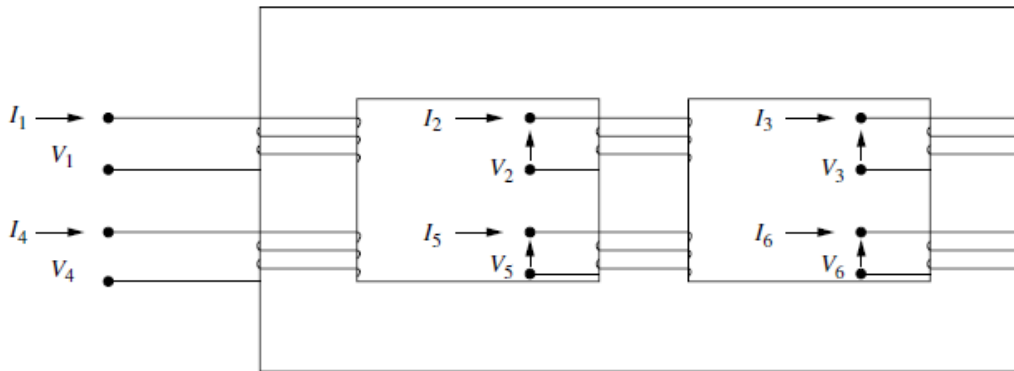 I₁ I₂ I₃
V₁ V₂ V₃
I₄ I₅ I₆
V₄ V₅ V₆